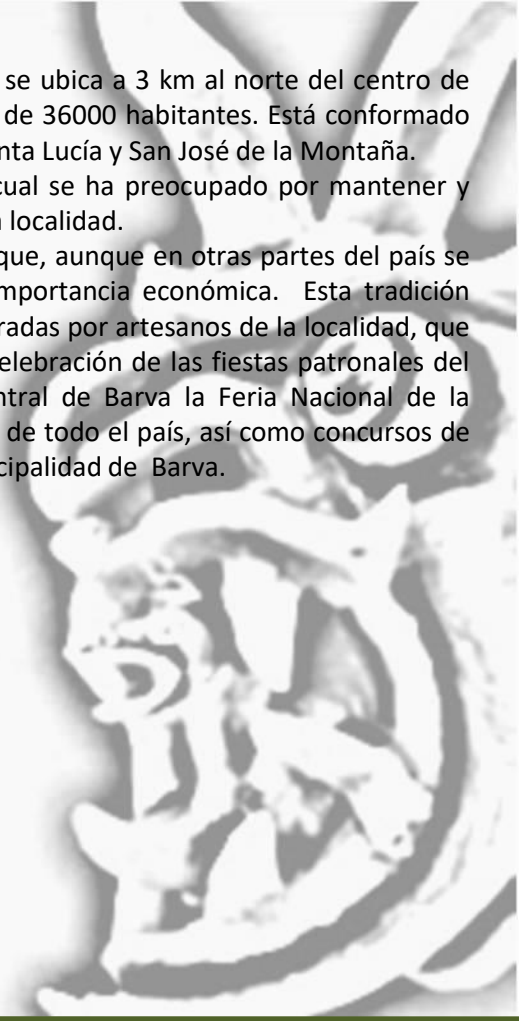 se ubica a 3 km al norte del centro de
de 36000 habitantes. Está conformado
nta Lucía y San José de la Montaña.
cual se ha preocupado por mantener y
localidad.
que, aunque en otras partes del país se
mportancia económica. Esta tradición
radas por artesanos de la localidad, que
elebración de las fiestas patronales del
ntral de Barva la Feria Nacional de la
de todo el país, así como concursos de
cipalidad de Barva.